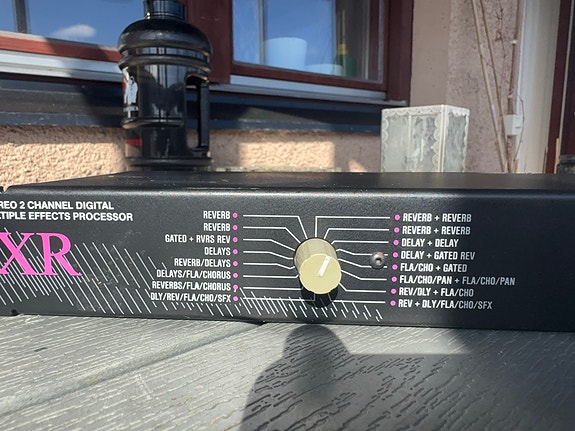 REO 2 CHANNEL DIGITAL
LTIPLE EFFECTS PROCESSOR
XR
REVERB
REVERB
GATED + RVRS REV
DELAYS
REVERB/DELAYS
DELAYS/FLA/CHORUS
REVERBS/FLA/CHORUS
DLY/REV/FLA/CHO/SFX
REVERB + REVERB
REVERB + REVERB
DELAY + DELAY
DELAY + GATED REV
FLA/CHO + GATED
FLA/CHO/PAN + FLA/CHO/PAN
REV/DLY + FLA/CHO
REV + DLY/FLA/CHO/SFX